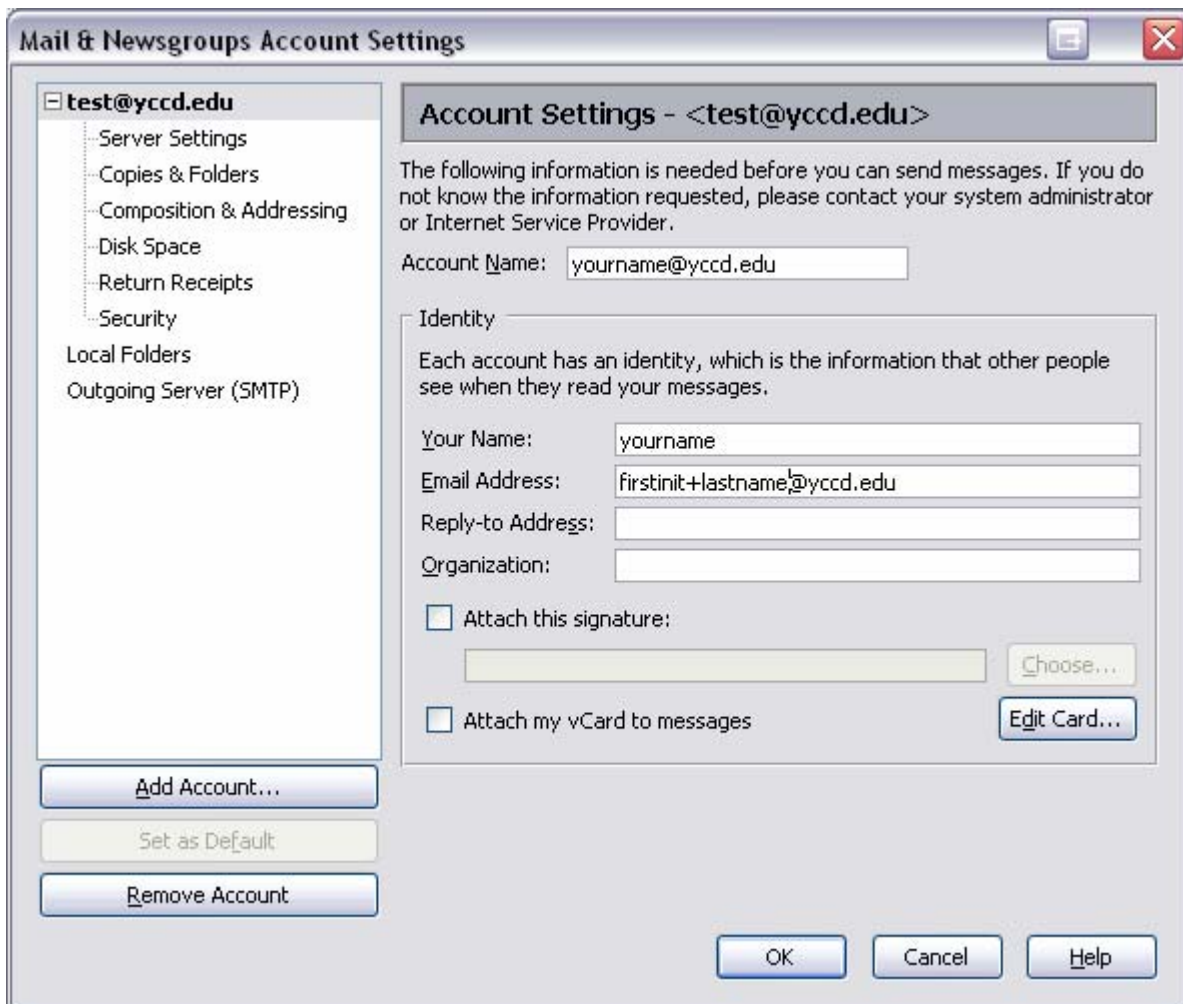 Mail & Newsgroups Account Settings
test@yccd.edu
Server Settings
Copies & Folders
Composition & Addressing
Disk Space
Return Receipts
Security
Local Folders
Outgoing Server (SMTP)
Add Account...
Set as Default
Remove Account
Account Settings - <test@yccd.edu>
The following information is needed before you can send messages. If you do
not know the information requested, please contact your system administrator
or Internet Service Provider.
Account Name: yourname@yccd.edu
Identity
Each account has an identity, which is the information that other people
see when they read your messages.
Your Name: yourname
Email Address: firstinit+lastname@yccd.edu
Reply-to Address:
Organization:
Attach this signature:
Choose...
Attach my vCard to messages
Edit Card...
OK Cancel Help